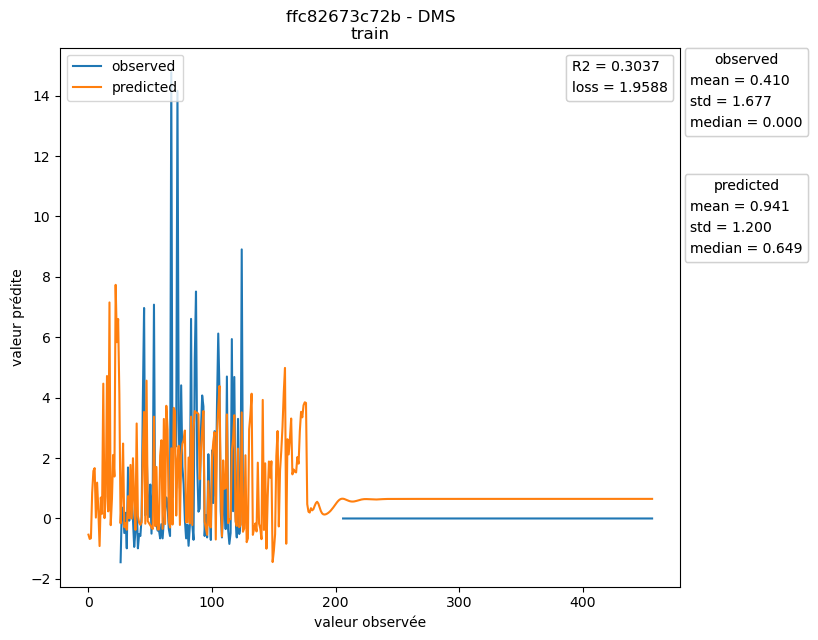 ffc82673c72b - DMS
train
observed
predicted
R2 = 0.3037
loss = 1.9588
observed
mean = 0.410
std = 1.677
median = 0.000
predicted
mean = 0.941
std = 1.200
median = 0.649
valeur prédite
14
12
10
8
6
4
2
0
−2
0
100
200
300
400
valeur observée